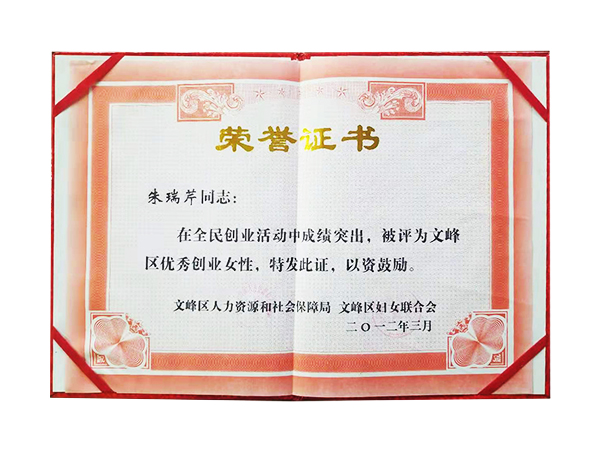 荣誉证书
朱瑞芹同志：
在全民创业活动中成绩突出，被评为文峰
区优秀创业女性，特发此证，以资鼓励。
文峰区人力资源和社会保障局 文峰区妇女联合会
二〇一二年三月